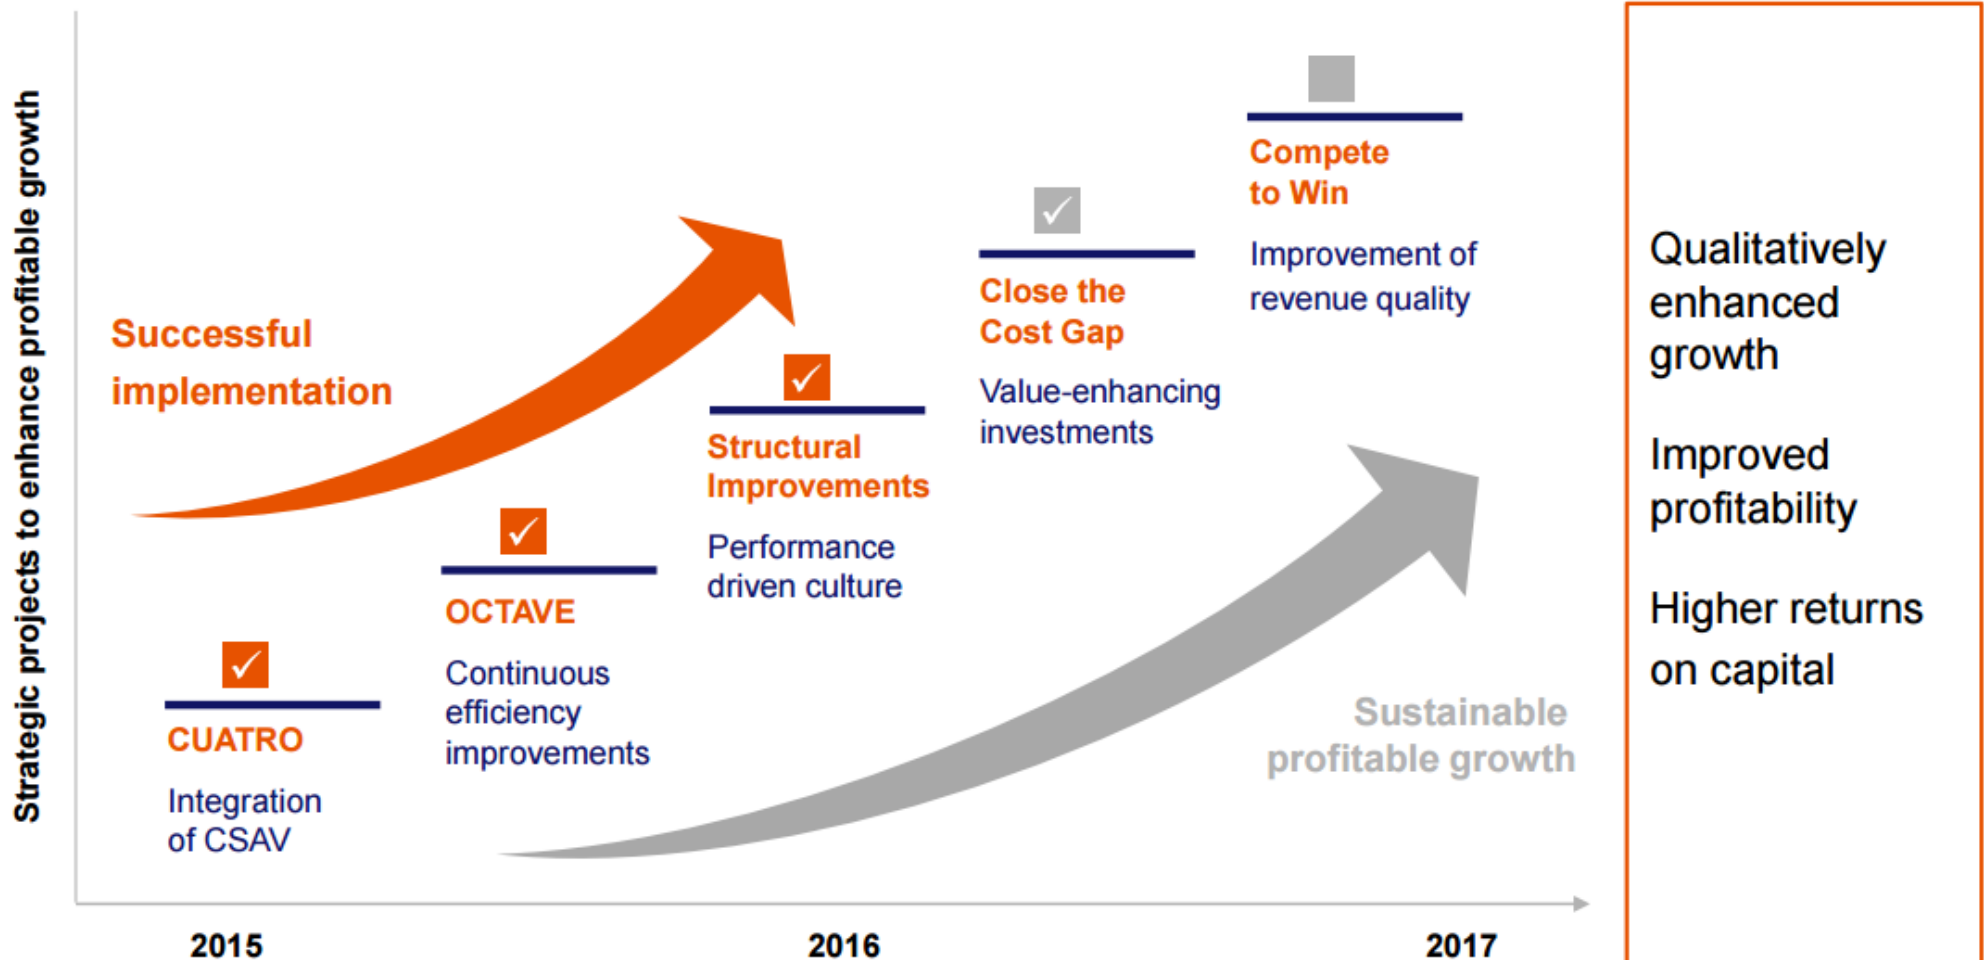 Strategic projects to enhance profitable growth
Successful
implementation
CUATRO
Integration
of CSAV
OCTAVE
Continuous
efficiency
improvements
Structural
Improvements
Performance
driven culture
Close the
Cost Gap
Value-enhancing
investments
Compete
to Win
Improvement of
revenue quality
Sustainable
profitable growth
2015
2016
2017
Qualitatively
enhanced
growth
Improved
profitability
Higher returns
on capital